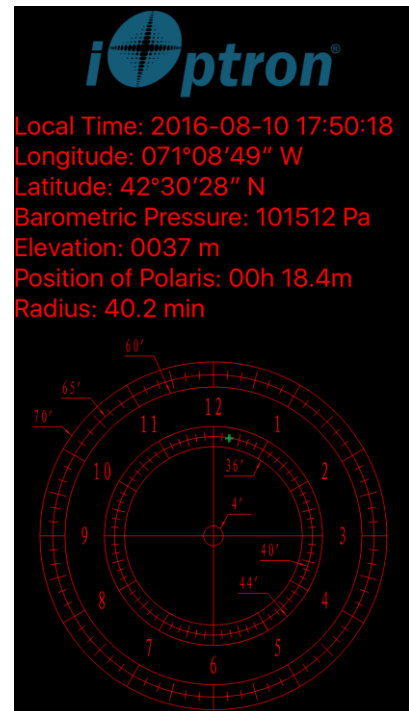 iOptron®
Local Time: 2016-08-10 17:50:18
Longitude: 071°08’49” W
Latitude: 42°30’28” N
Barometric Pressure: 101512 Pa
Elevation: 0037 m
Position of Polaris: 00h 18.4m
Radius: 40.2 min
60′
65′
70′
12
11
1
36′
10
2
4′
9
3
40′
44′
8
4
7
5
6